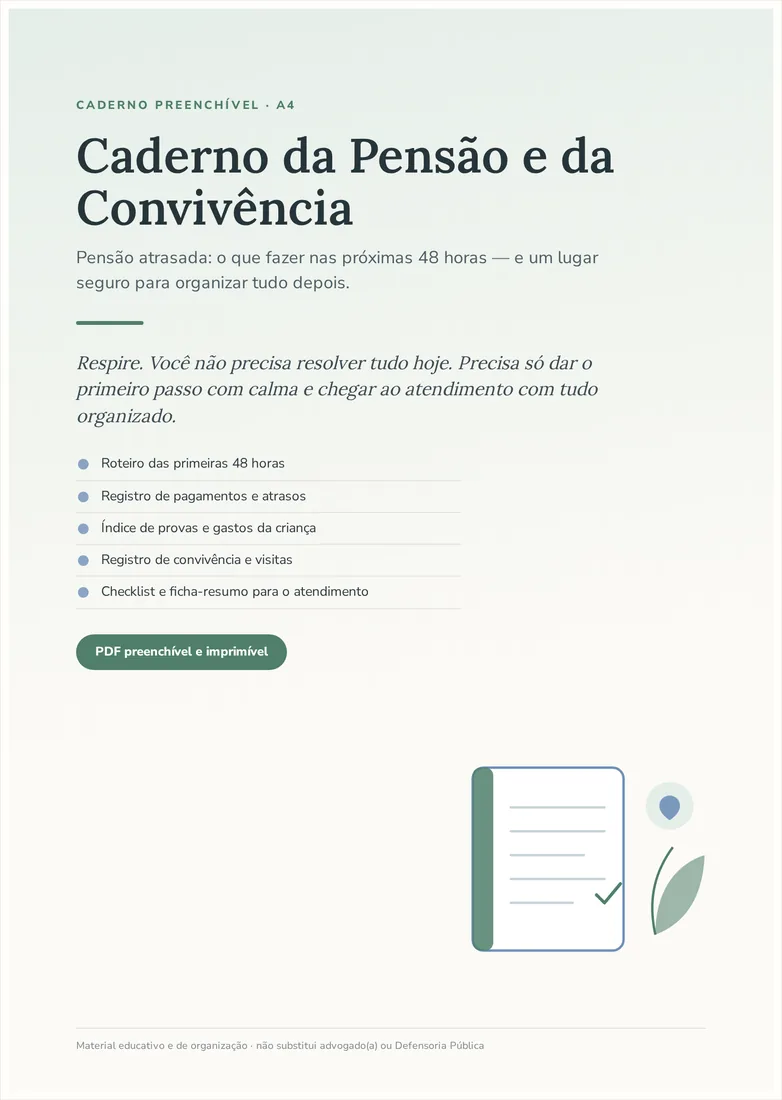 CADERNO PREENCHÍVEL · A4
Caderno da Pensão e da
Convivência
Pensão atrasada: o que fazer nas próximas 48 horas — e um lugar
seguro para organizar tudo depois.
Respire. Você não precisa resolver tudo hoje. Precisa só dar o
primeiro passo com calma e chegar ao atendimento com tudo
organizado.
Roteiro das primeiras 48 horas
Registro de pagamentos e atrasos
Índice de provas e gastos da criança
Registro de convivência e visitas
Checklist e ficha-resumo para o atendimento
PDF preenchível e imprimível
Material educativo e de organização · não substitui advogado(a) ou Defensoria Pública